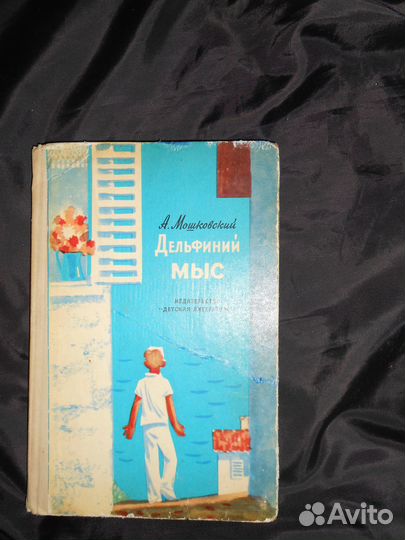 А. Мошковский
Дельфиний
мыс
ИЗДАТЕЛЬСТВО
«ДЕТСКАЯ ЛИТЕРАТУРА»
Avito